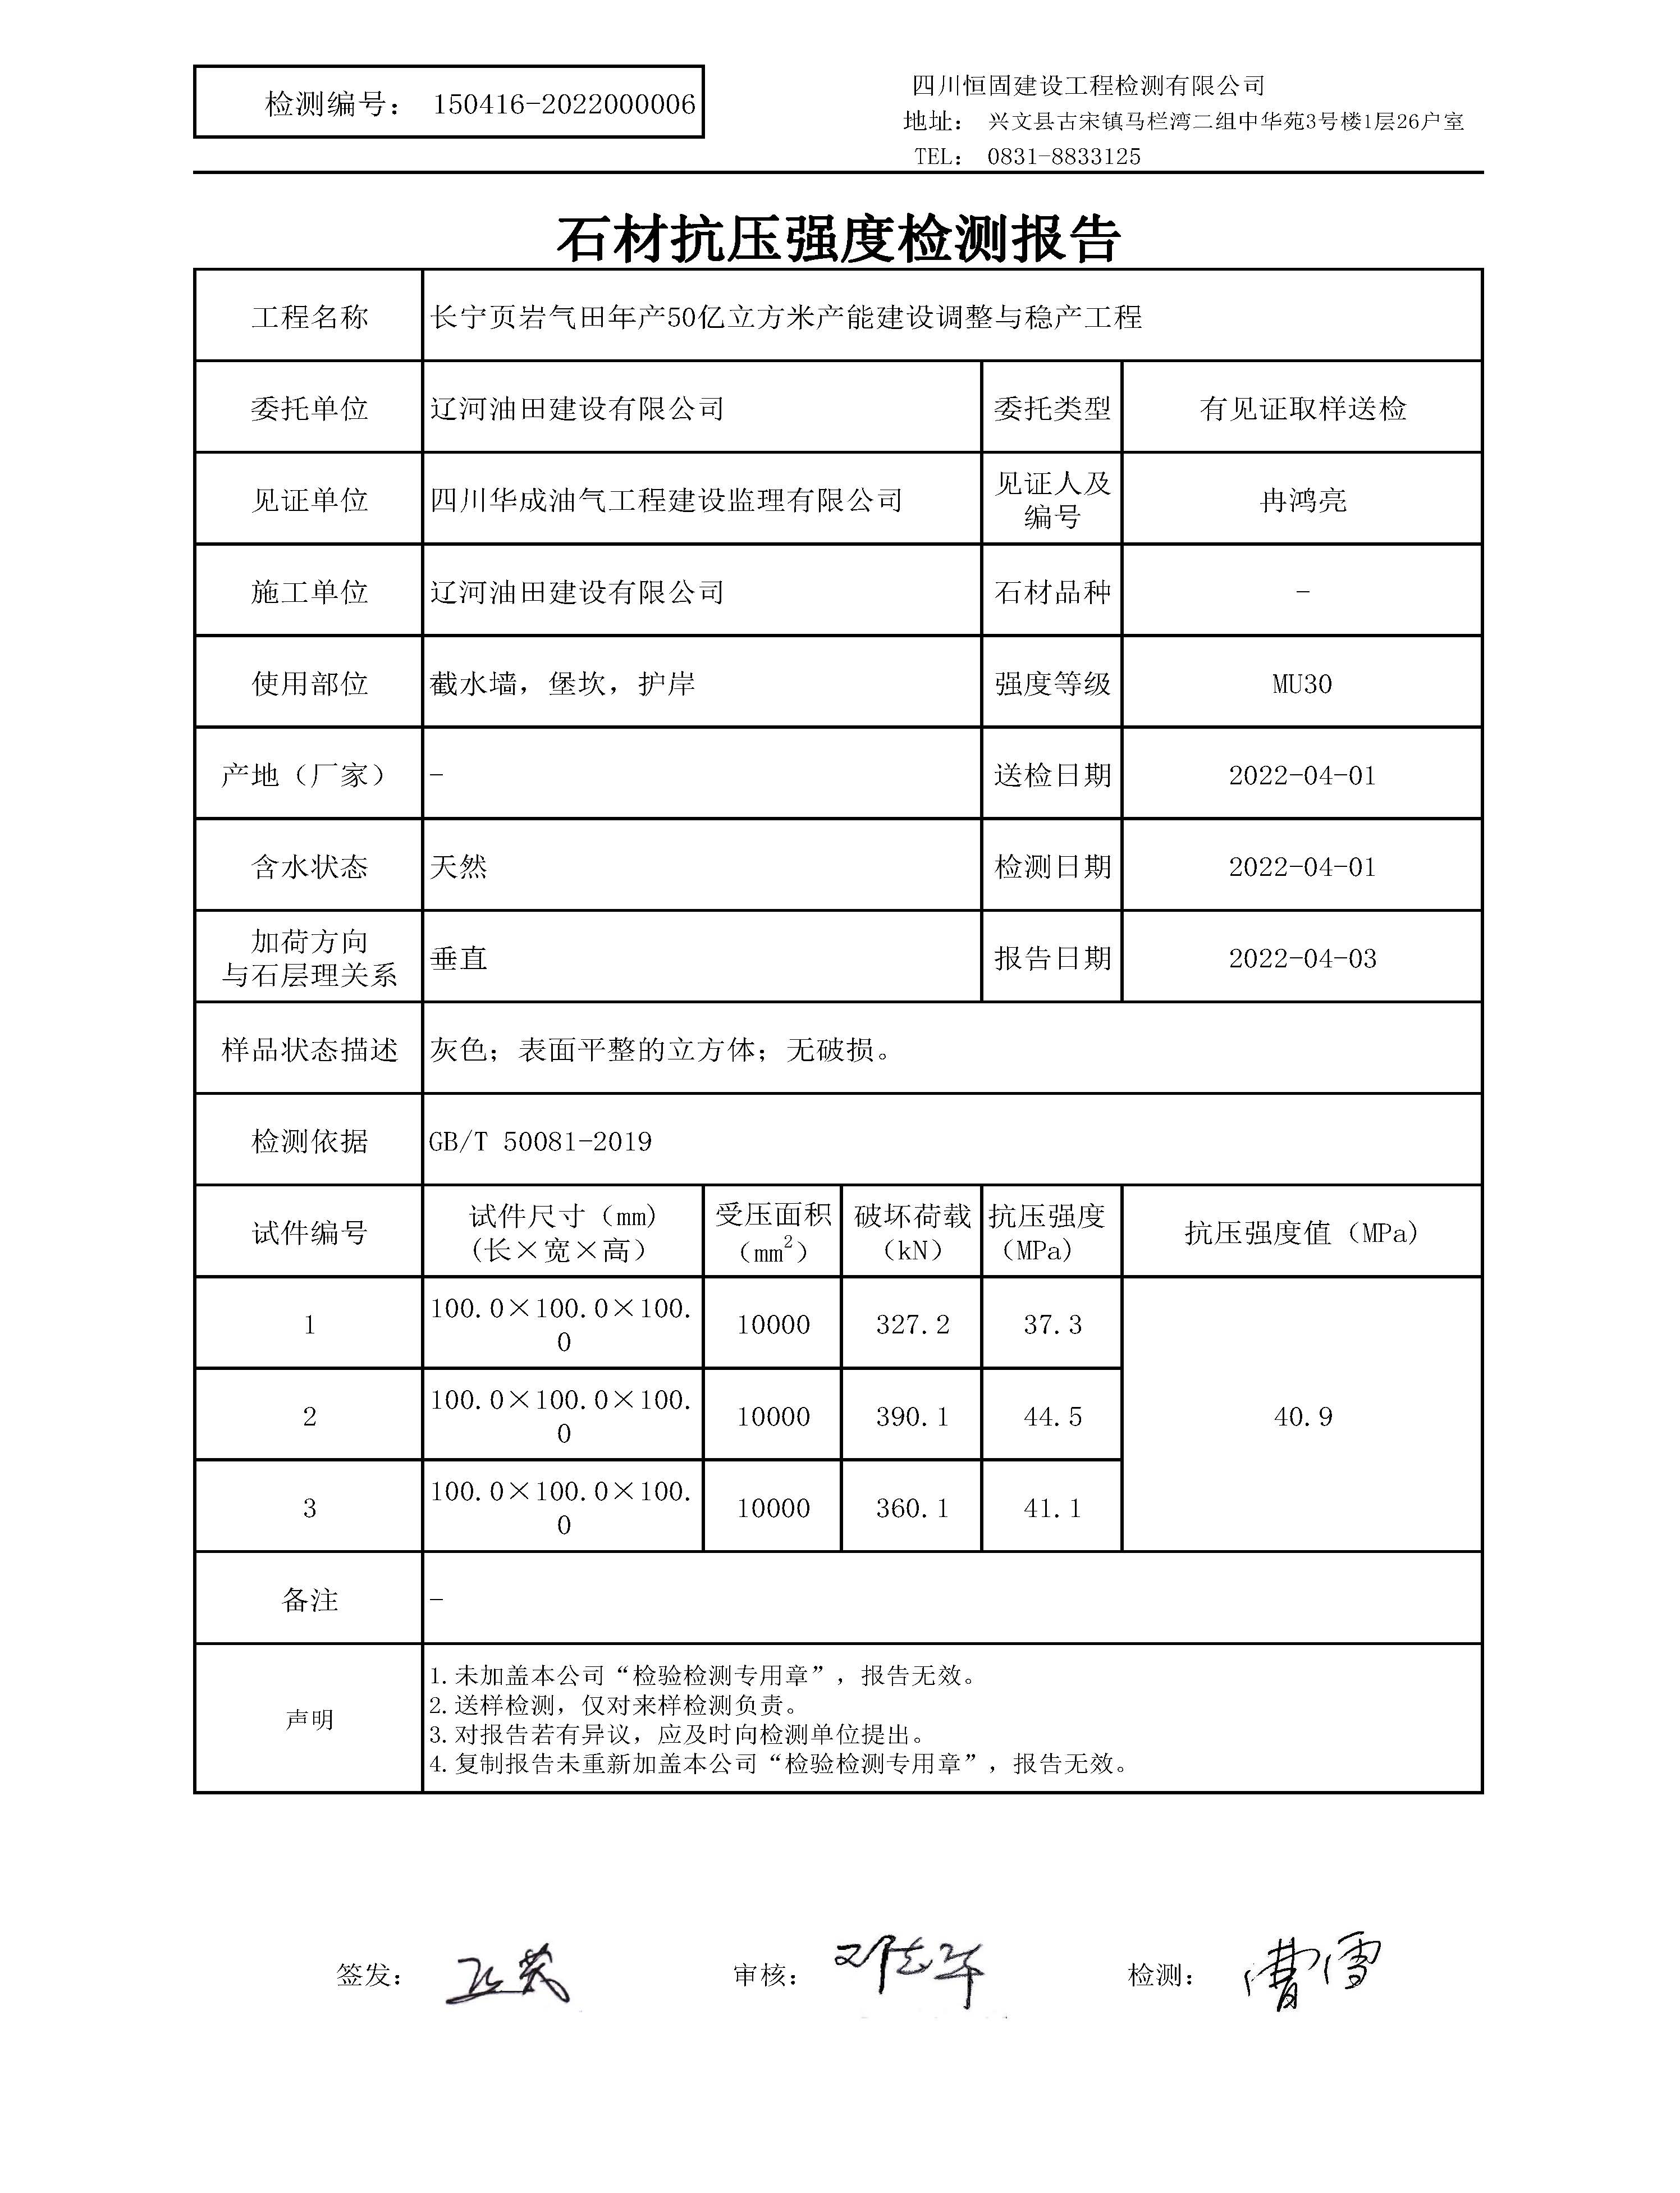 检测编号： 150416-2022000006
四川恒固建设工程检测有限公司
地址： 兴文县古宋镇马栏湾二组中华苑3号楼1层26户室
TEL： 0831-8833125
石材抗压强度检测报告
工程名称 长宁页岩气田年产50亿立方米产能建设调整与稳产工程
委托单位 辽河油田建设有限公司 委托类型 有见证取样送检
见证单位 四川华成油气工程建设监理有限公司 见证人及编号 冉鸿亮
施工单位 辽河油田建设有限公司 石材品种 -
使用部位 截水墙，堡坎，护岸 强度等级 MU30
产地（厂家） - 送检日期 2022-04-01
含水状态 天然 检测日期 2022-04-01
加荷方向与石层理关系 垂直 报告日期 2022-04-03
样品状态描述 灰色；表面平整的立方体；无破损。
检测依据 GB/T 50081-2019
试件编号 试件尺寸（mm）(长×宽×高） 受压面积（mm²） 破坏荷载（kN） 抗压强度（MPa） 抗压强度值（MPa）
1 100.0×100.0×100.0 10000 327.2 37.3 40.9
2 100.0×100.0×100.0 10000 390.1 44.5
3 100.0×100.0×100.0 10000 360.1 41.1
备注 -
声明
1.未加盖本公司“检验检测专用章”，报告无效。
2.送样检测，仅对来样检测负责。
3.对报告若有异议，应及时向检测单位提出。
4.复制报告未重新加盖本公司“检验检测专用章”，报告无效。
签发： 审核： 检测： 曹雪